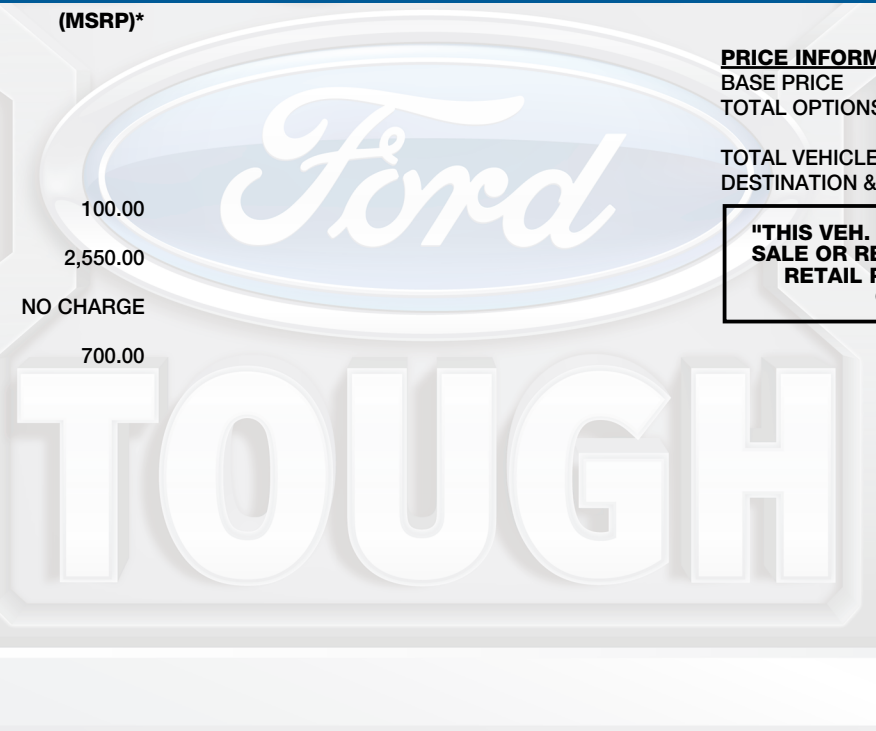 (MSRP)*
100.00
2,550.00
NO CHARGE
700.00
PRICE INFORM
BASE PRICE
TOTAL OPTIONS
TOTAL VEHICLE
DESTINATION &
"THIS VEH.
SALE OR RE
RETAIL
Ford
TOUGH